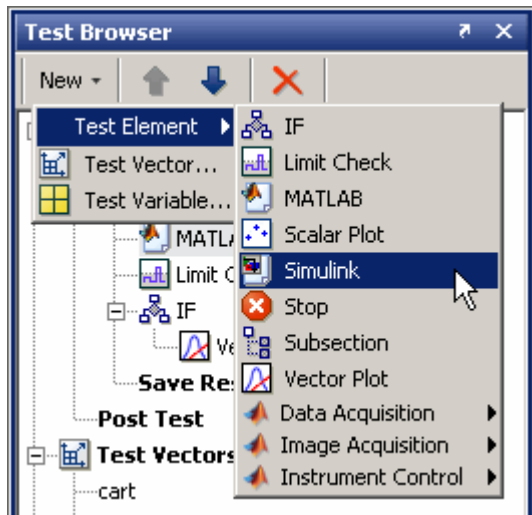 Test Browser
New
Test Element
Test Vector...
Test Variable...
IF
Limit Check
MATLAB
Scalar Plot
Simulink
Stop
Subsection
Vector Plot
Data Acquisition
Image Acquisition
Instrument Control
Limit
IF
Save
Post Test
Test Vectors
cart